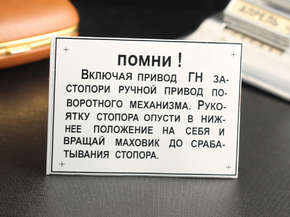 АПРЕЛЬ
ПОМНИ !
ВКЛЮЧАЯ ПРИВОД ГН ЗА-
СТОПОРИ РУЧНОЙ ПРИВОД ПО-
ВОРОТНОГО МЕХАНИЗМА. РУКО-
ЯТКУ СТОПОРА ОПУСТИ В НИЖ-
НЕЕ ПОЛОЖЕНИЕ НА СЕБЯ И
ВРАЩАЙ МАХОВИК ДО СРАБА-
ТЫВАНИЯ СТОПОРА.